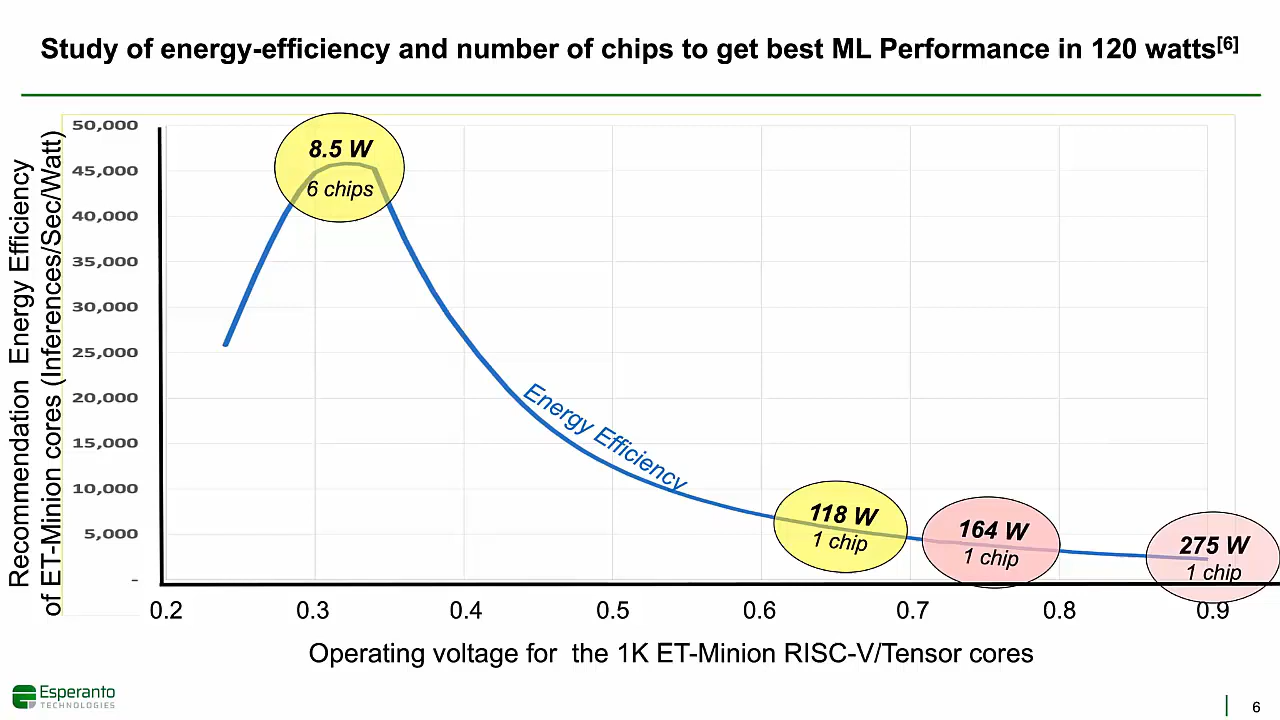 Study of energy-efficiency and number of chips to get best ML Performance in 120 watts[6]
Recommendation Energy Efficiency
of ET-Minion cores (Inferences/Sec/Watt)
50,000
45,000
40,000
35,000
30,000
25,000
20,000
15,000
10,000
5,000
-
8.5 W
6 chips
Energy Efficiency
118 W
1 chip
164 W
1 chip
275 W
1 chip
0.2 0.3 0.4 0.5 0.6 0.7 0.8 0.9
Operating voltage for the 1K ET-Minion RISC-V/Tensor cores
Esperanto
TECHNOLOGIES
6